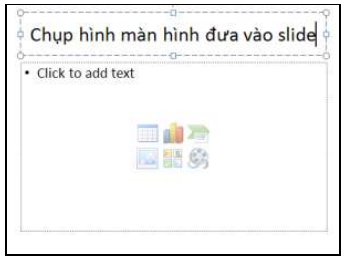 Chụp hình màn hình đưa vào slide
• Click to add text